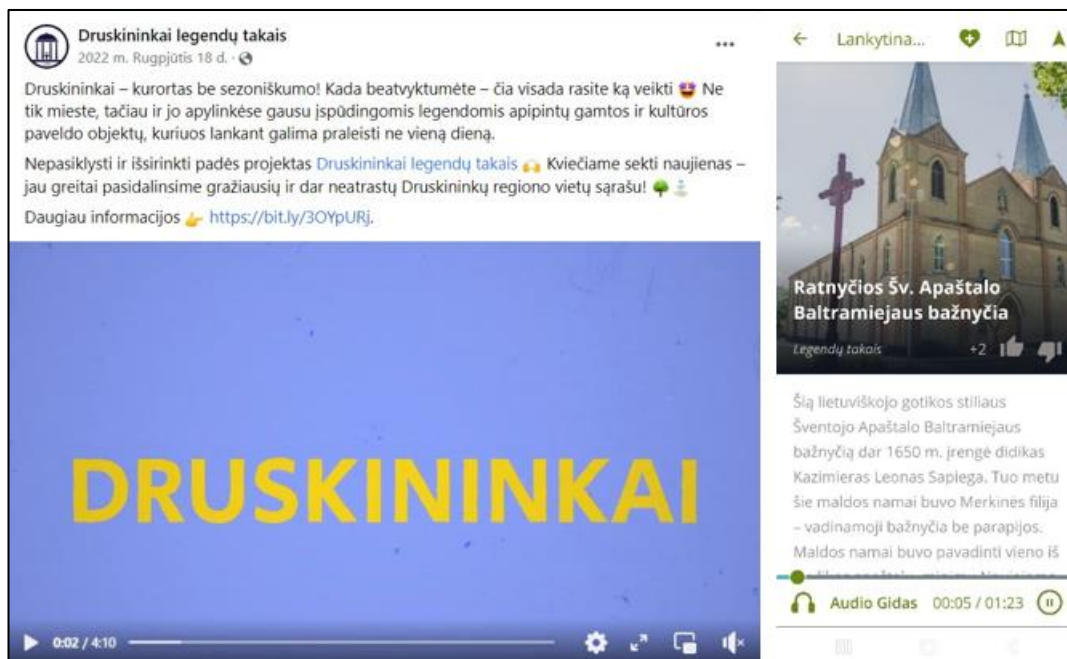 Druskininkai legendų takais
2022 m. Rugpjūtis 18 d. ·
Druskininkai – kurortas be sezoniškumo! Kada beatvyktumėte – čia visada rasite ką veikti 🤩 Ne
tik mieste, tačiau ir jo apylinkėse gausu įspūdingomis legendomis apipintų gamtos ir kultūros
paveldo objektų, kuriuos lankant galima praleisti ne vieną dieną.
Nepasiklysti ir išsirinkti padės projektas Druskininkai legendų takais 🙌 Kviečiame sekti naujienas –
jau greitai pasidalinsime gražiausių ir dar neatrastų Druskininkų regiono vietų sąrašu! 🌳⛲
Daugiau informacijos 👉 https://bit.ly/3OYpURj.
DRUSKININKAI
0:02 / 4:10
Lankytina...
Ratnyčios Šv. Apaštalo
Baltramiejaus bažnyčia
Legendų takais
+2
Šią lietuviškojo gotikos stiliaus
Šventojo Apaštalo Baltramiejaus
bažnyčią dar 1650 m. įrengė didikas
Kazimieras Leonas Sapiega. Tuo metu
šie maldos namai buvo Merkinės filija
– vadinamoji bažnyčia be parapijos.
Maldos namai buvo pavadinti vieno iš
Audio Gidas 00:05 / 01:23